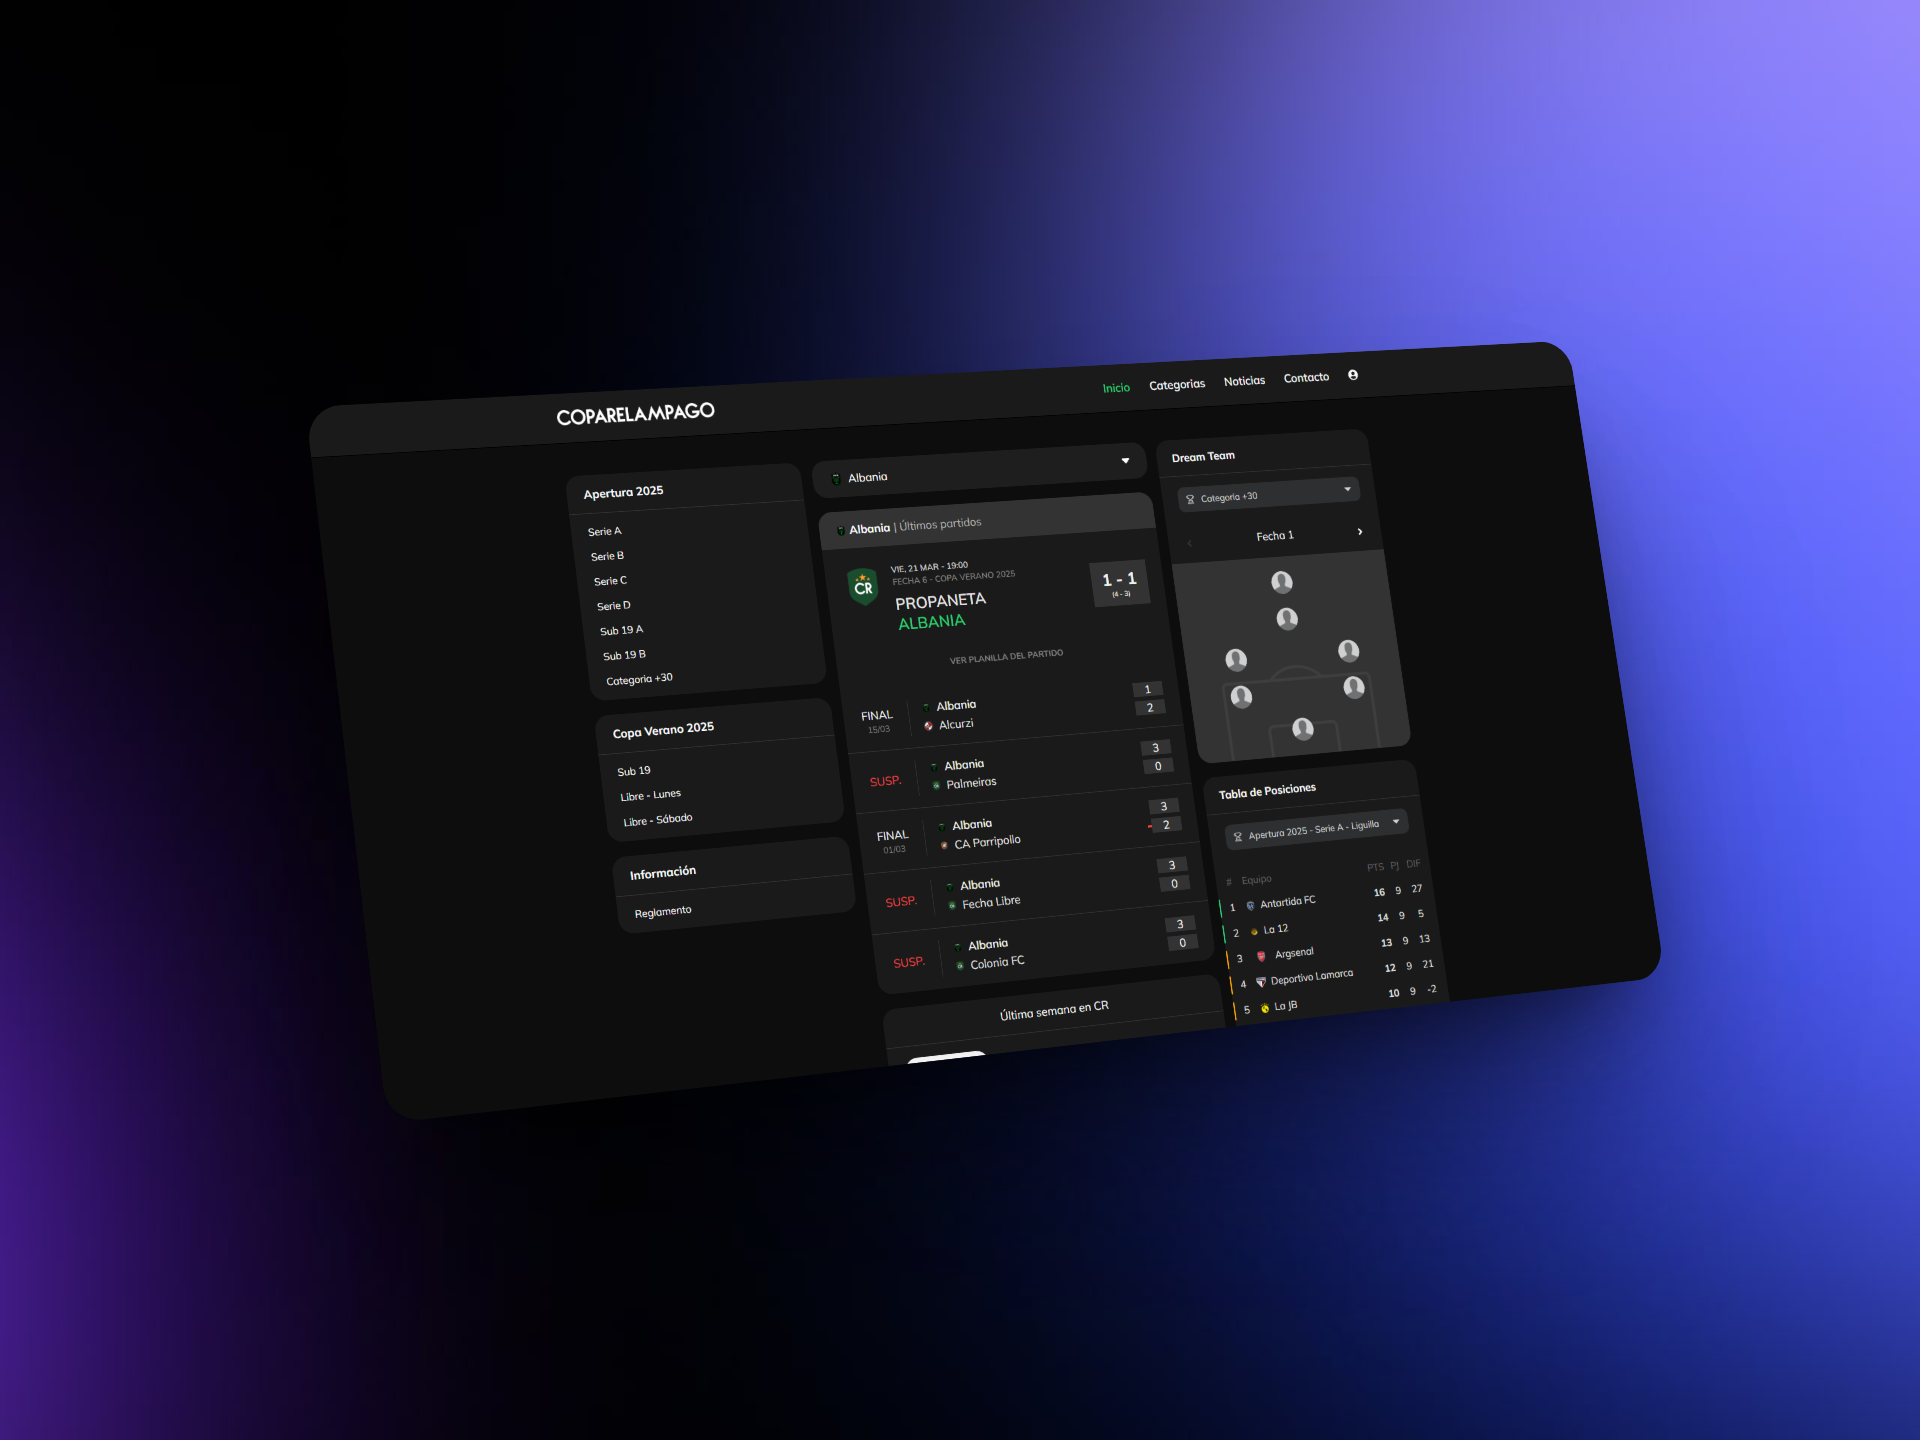 COPARELAMPAGO
Inicio Categorias Noticias Contacto
Apertura 2025
Serie A
Serie B
Serie C
Serie D
Sub 19 A
Sub 19 B
Categoria +30
Copa Verano 2025
Sub 19
Libre - Lunes
Libre - Sábado
Información
Reglamento
Albania
Albania | Últimos partidos
CR
VIE, 21 MAR - 19:00
FECHA 6 - COPA VERANO 2025
PROPANETA
ALBANIA
1 - 1
(4 - 3)
VER PLANILLA DEL PARTIDO
FINAL
15/03
Albania 1
Alcurzi 2
SUSP.
Albania 3
Palmeiras 0
FINAL
01/03
Albania 3
CA Parripollo 2
SUSP.
Albania 3
Fecha Libre 0
SUSP.
Albania 3
Colonia FC 0
Última semana en CR
Dream Team
Categoria +30
Fecha 1
Tabla de Posiciones
Apertura 2025 - Serie A - Liguilla
# Equipo PTS PJ DIF
1 Antartida FC 16 9 27
2 La 12 14 9 5
3 Argsenal 13 9 13
4 Deportivo Lamarca 12 9 21
5 La JB 10 9 -2